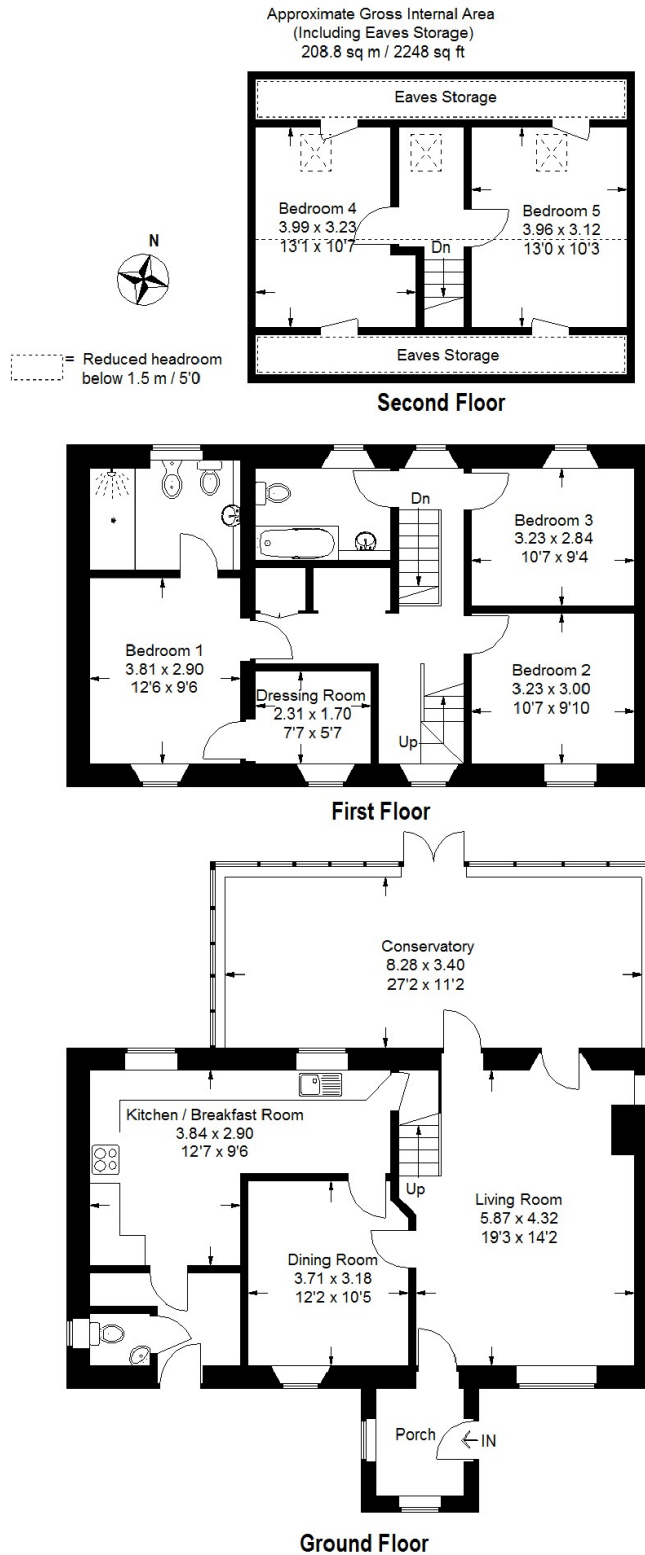 Approximate Gross Internal Area
(Including Eaves Storage)
208.8 sq m / 2248 sq ft
Eaves Storage
Bedroom 4
3.99 x 3.23
13'1 x 10'7
Dn
Bedroom 5
3.96 x 3.12
13'0 x 10'3
Eaves Storage
N
= Reduced headroom
below 1.5 m / 5'0
Second Floor
Dn
Bedroom 3
3.23 x 2.84
10'7 x 9'4
Bedroom 1
3.81 x 2.90
12'6 x 9'6
Dressing Room
2.31 x 1.70
7'7 x 5'7
Up
Bedroom 2
3.23 x 3.00
10'7 x 9'10
First Floor
Conservatory
8.28 x 3.40
27'2 x 11'2
Kitchen / Breakfast Room
3.84 x 2.90
12'7 x 9'6
Up
Living Room
5.87 x 4.32
19'3 x 14'2
Dining Room
3.71 x 3.18
12'2 x 10'5
Porch
IN
Ground Floor